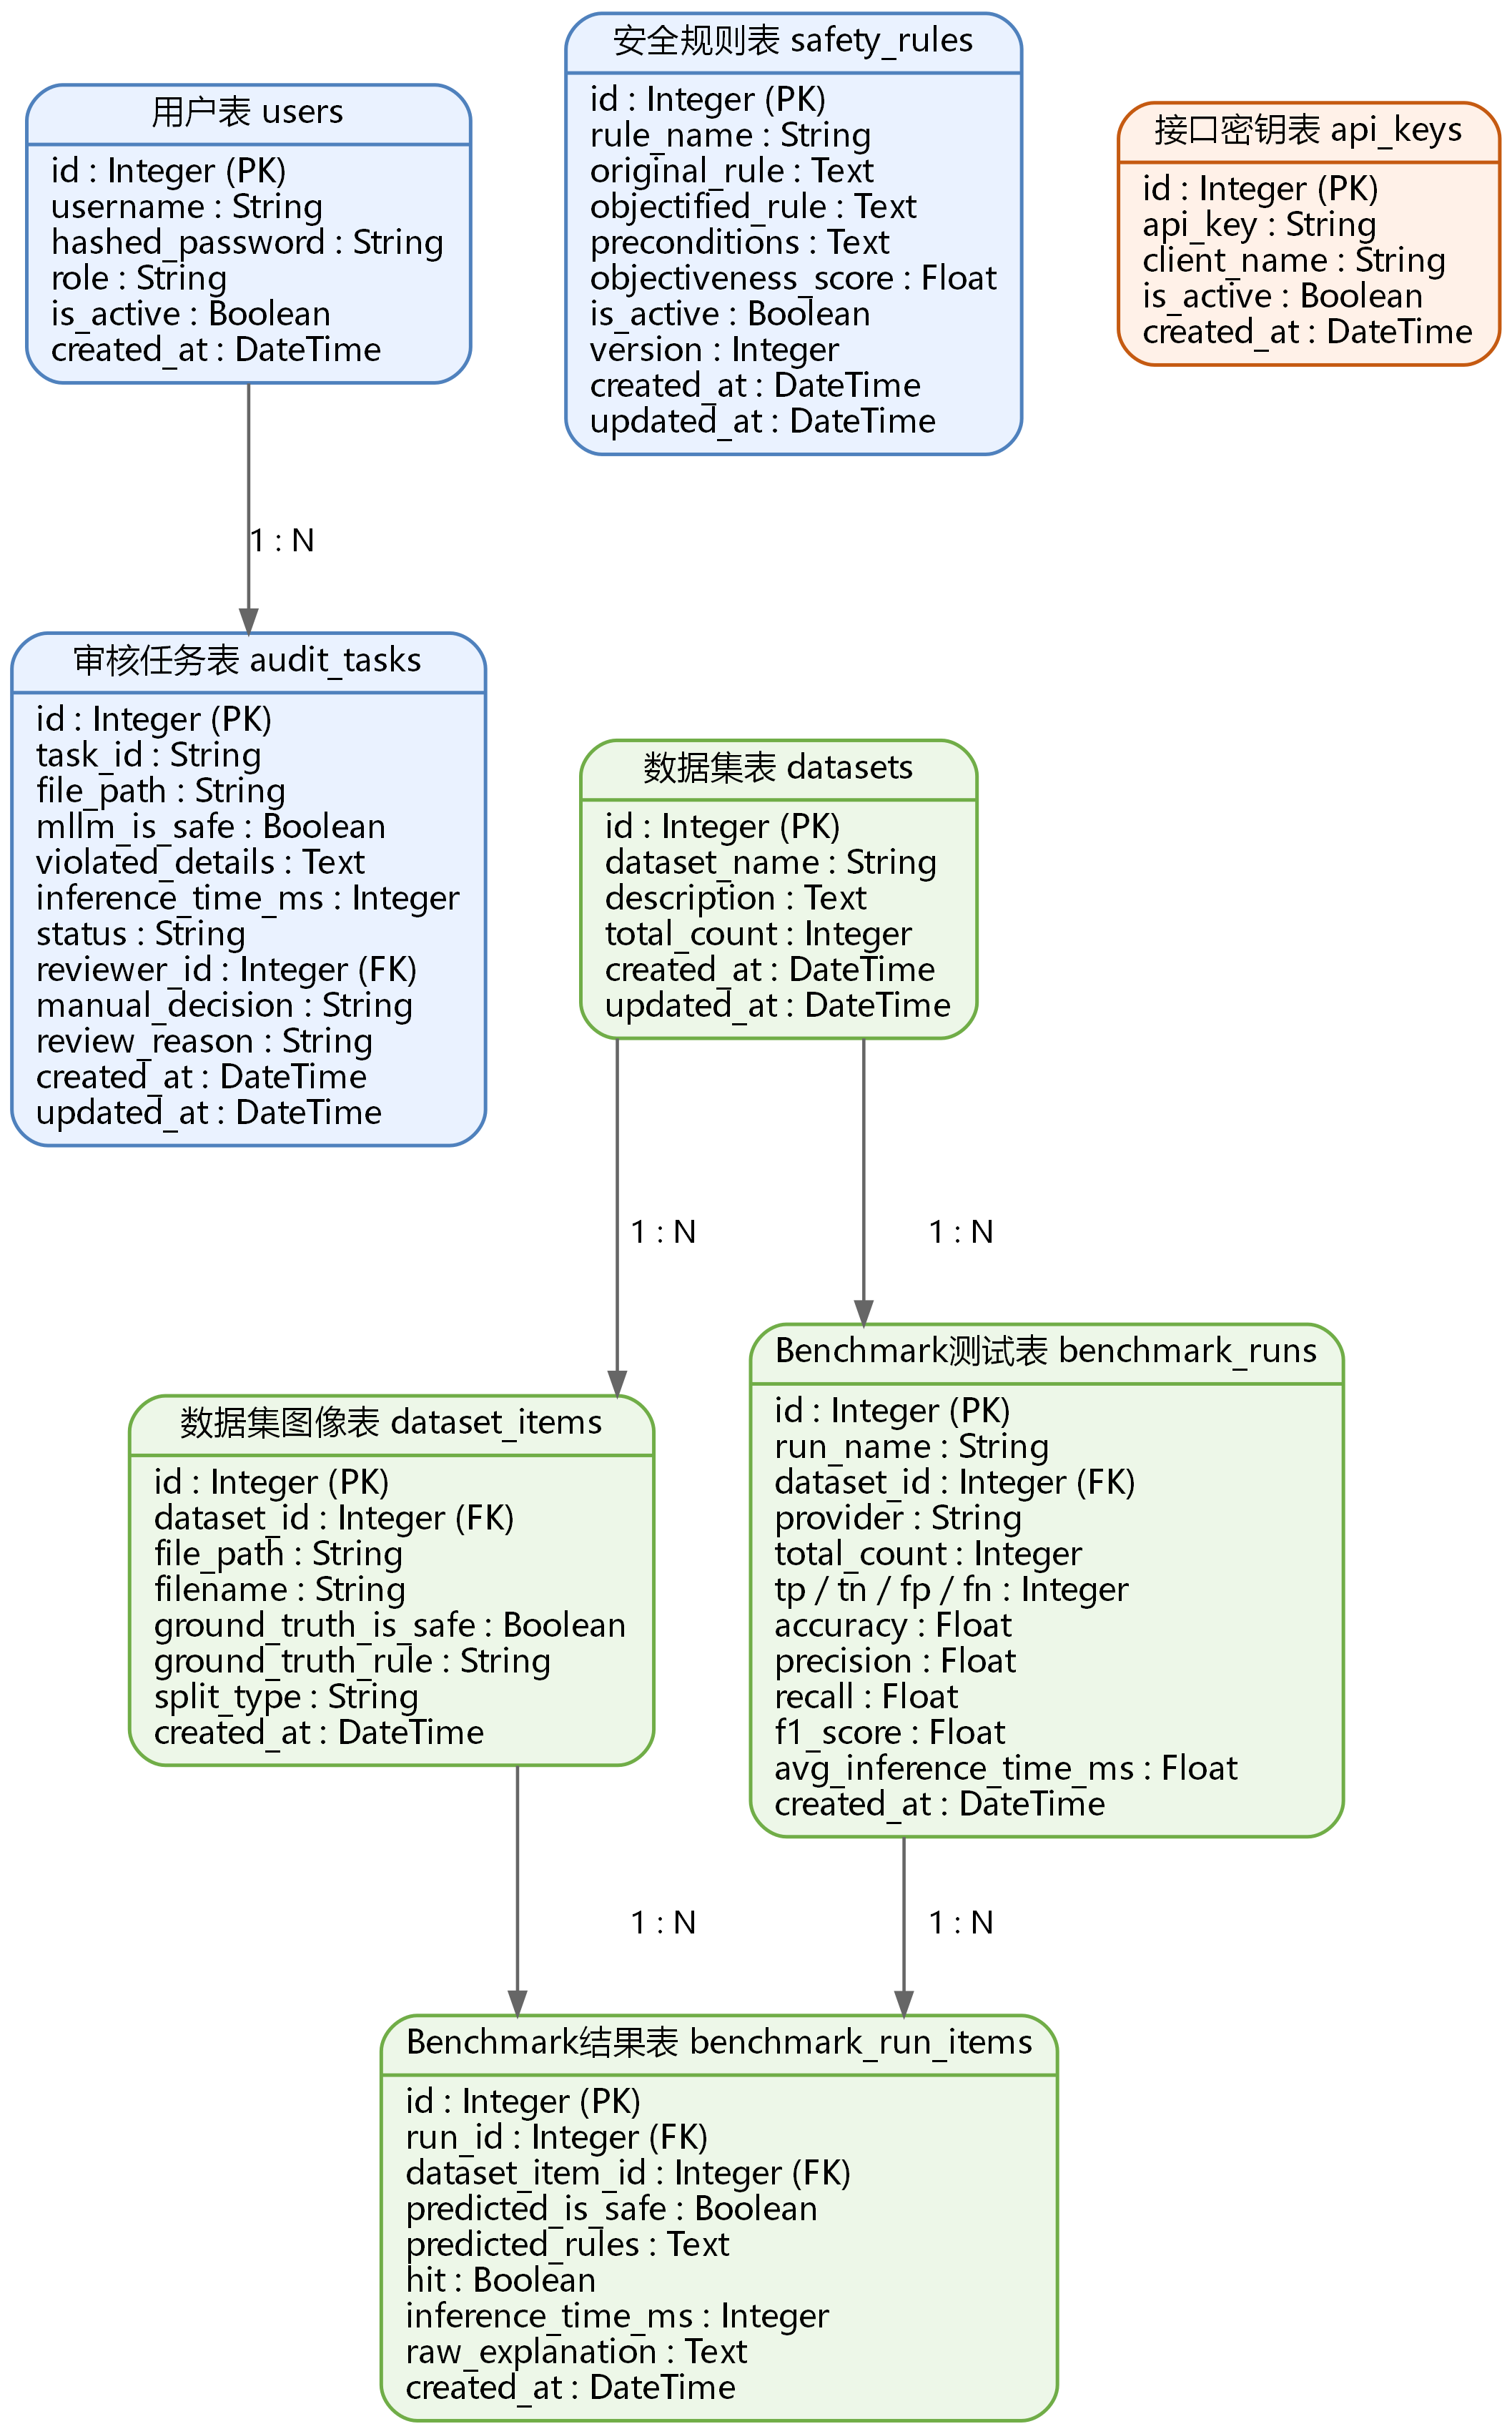 用户表 users
id : Integer (PK)
username : String
hashed_password : String
role : String
is_active : Boolean
created_at : DateTime
安全规则表 safety_rules
id : Integer (PK)
rule_name : String
original_rule : Text
objectified_rule : Text
preconditions : Text
objectiveness_score : Float
is_active : Boolean
version : Integer
created_at : DateTime
updated_at : DateTime
接口密钥表 api_keys
id : Integer (PK)
api_key : String
client_name : String
is_active : Boolean
created_at : DateTime
1 : N
审核任务表 audit_tasks
id : Integer (PK)
task_id : String
file_path : String
mllm_is_safe : Boolean
violated_details : Text
inference_time_ms : Integer
status : String
reviewer_id : Integer (FK)
manual_decision : String
review_reason : String
created_at : DateTime
updated_at : DateTime
数据集表 datasets
id : Integer (PK)
dataset_name : String
description : Text
total_count : Integer
created_at : DateTime
updated_at : DateTime
1 : N
1 : N
数据集图像表 dataset_items
id : Integer (PK)
dataset_id : Integer (FK)
file_path : String
filename : String
ground_truth_is_safe : Boolean
ground_truth_rule : String
split_type : String
created_at : DateTime
Benchmark测试表 benchmark_runs
id : Integer (PK)
run_name : String
dataset_id : Integer (FK)
provider : String
total_count : Integer
tp / tn / fp / fn : Integer
accuracy : Float
precision : Float
recall : Float
f1_score : Float
avg_inference_time_ms : Float
created_at : DateTime
1 : N
1 : N
Benchmark结果表 benchmark_run_items
id : Integer (PK)
run_id : Integer (FK)
dataset_item_id : Integer (FK)
predicted_is_safe : Boolean
predicted_rules : Text
hit : Boolean
inference_time_ms : Integer
raw_explanation : Text
created_at : DateTime